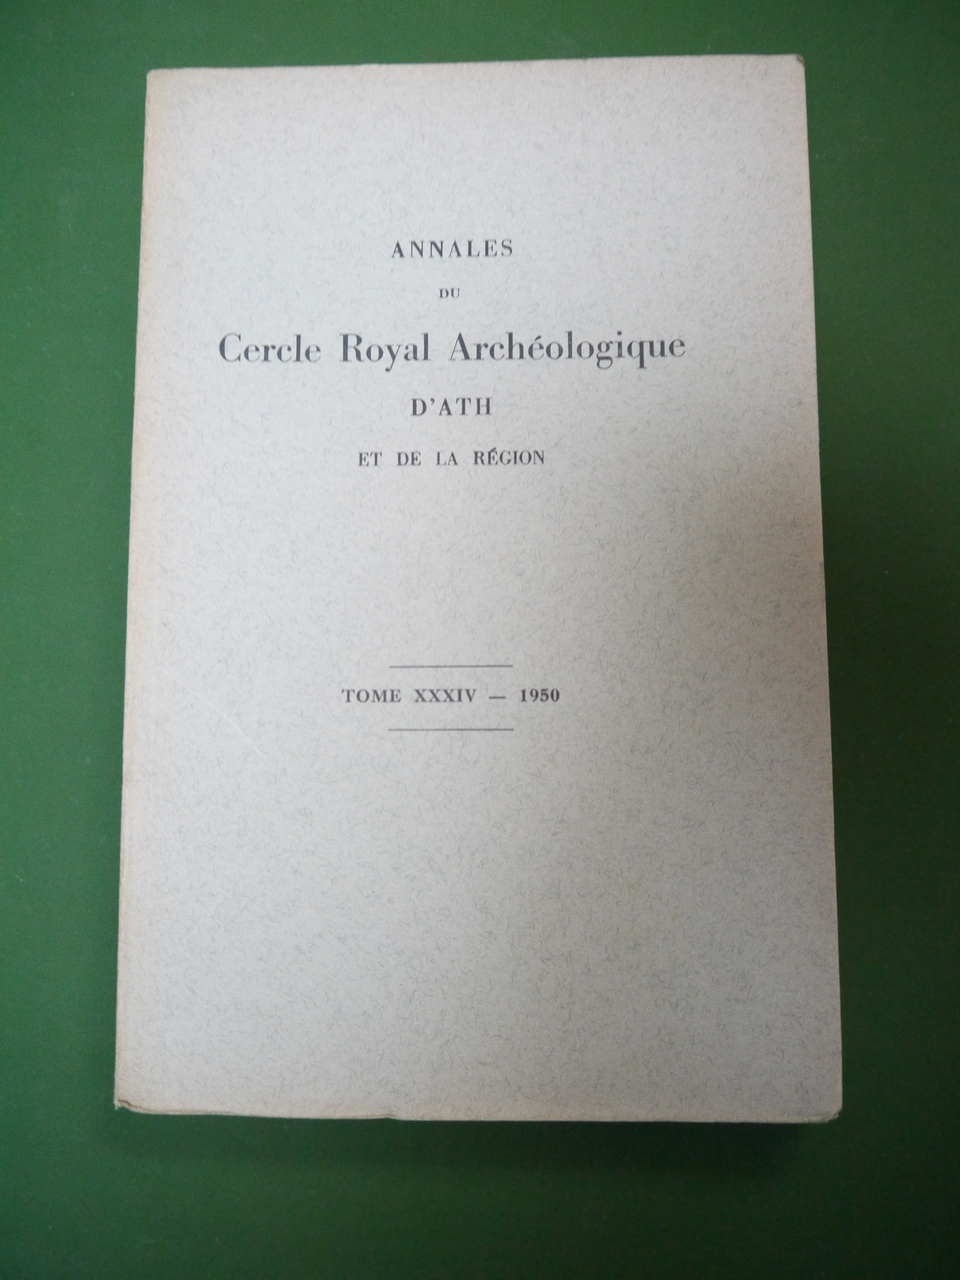 ANNALES
DU
Cercle Royal Archéologique
D'ATH
ET DE LA RÉGION
TOME XXXIV — 1950